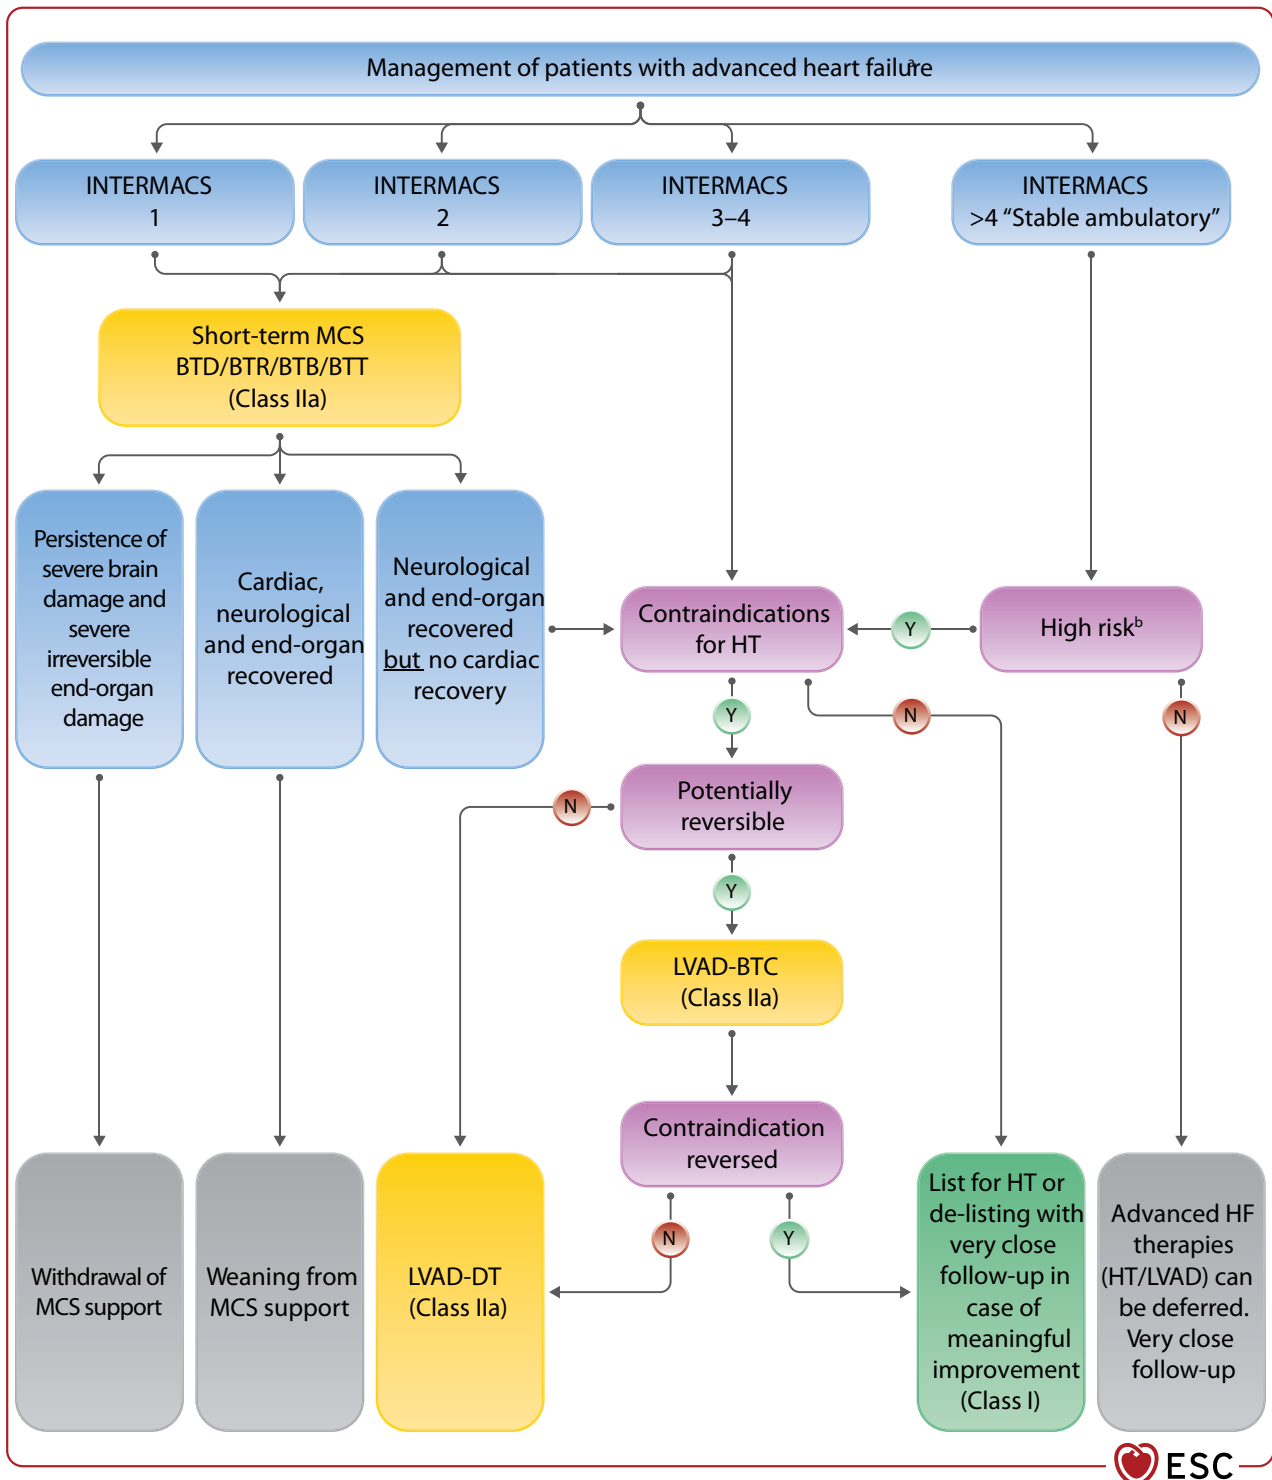 Management of patients with advanced heart failureª
INTERMACS
1
INTERMACS
2
INTERMACS
3–4
INTERMACS
>4 “Stable ambulatory”
Short-term MCS
BTD/BTR/BTB/BTT
(Class IIa)
Persistence of
severe brain
damage and
severe
irreversible
end-organ
damage
Cardiac,
neurological
and end-organ
recovered
Neurological
and end-organ
recovered
but no cardiac
recovery
Contraindications
for HT
Y
High riskᵇ
Y
N
N
Potentially
reversible
N
Y
LVAD-BTC
(Class IIa)
Contraindication
reversed
N
Y
Withdrawal of
MCS support
Weaning from
MCS support
LVAD-DT
(Class IIa)
List for HT or
de-listing with
very close
follow-up in
case of
meaningful
improvement
(Class I)
Advanced HF
therapies
(HT/LVAD) can
be deferred.
Very close
follow-up
ESC